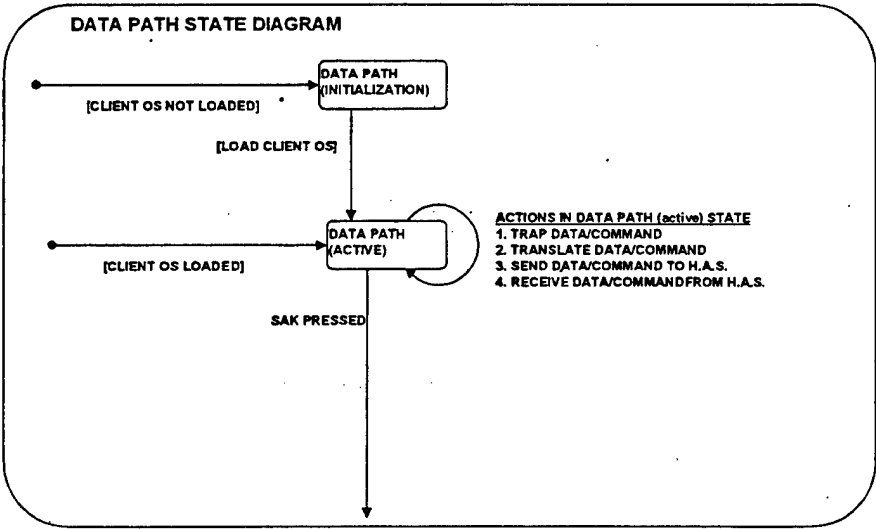 DATA PATH STATE DIAGRAM
DATA PATH
(INITIALIZATION)
[CLIENT OS NOT LOADED]
[LOAD CLIENT OS]
DATA PATH
(ACTIVE)
[CLIENT OS LOADED]
ACTIONS IN DATA PATH (active) STATE
1. TRAP DATA/COMMAND
2. TRANSLATE DATA/COMMAND
3. SEND DATA/COMMAND TO H.A.S.
4. RECEIVE DATA/COMMANDFROM H.A.S.
SAK PRESSED